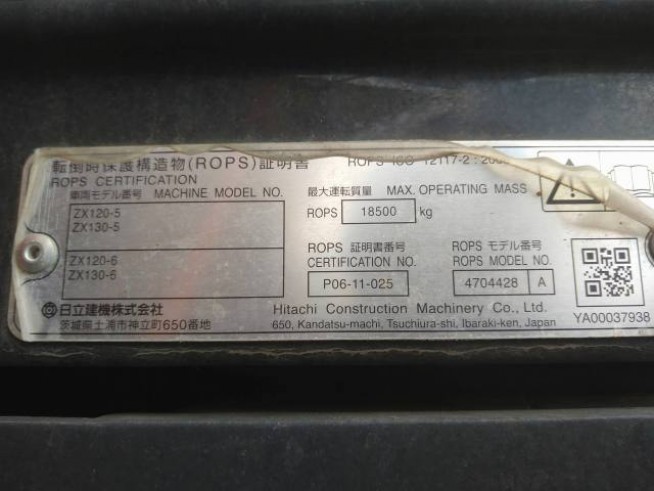 転倒時保護構造物(ROPS)証明書 ROPS ISO 12117-2:
ROPS CERTIFICATION
車両モデル番号 MACHINE MODEL NO.
ZX120-5
ZX130-5
ZX120-6
ZX130-6
最大運転質量 MAX. OPERATING MASS
ROPS 18500 kg
ROPS 証明書番号 ROPS モデル番号
CERTIFICATION NO. ROPS MODEL NO.
P06-11-025 4704428 A
日立建機株式会社
茨城県土浦市神立町650番地
Hitachi Construction Machinery Co., Ltd.
650, Kandatsu-machi, Tsuchiura-shi, Ibaraki-ken, Japan
YA00037938